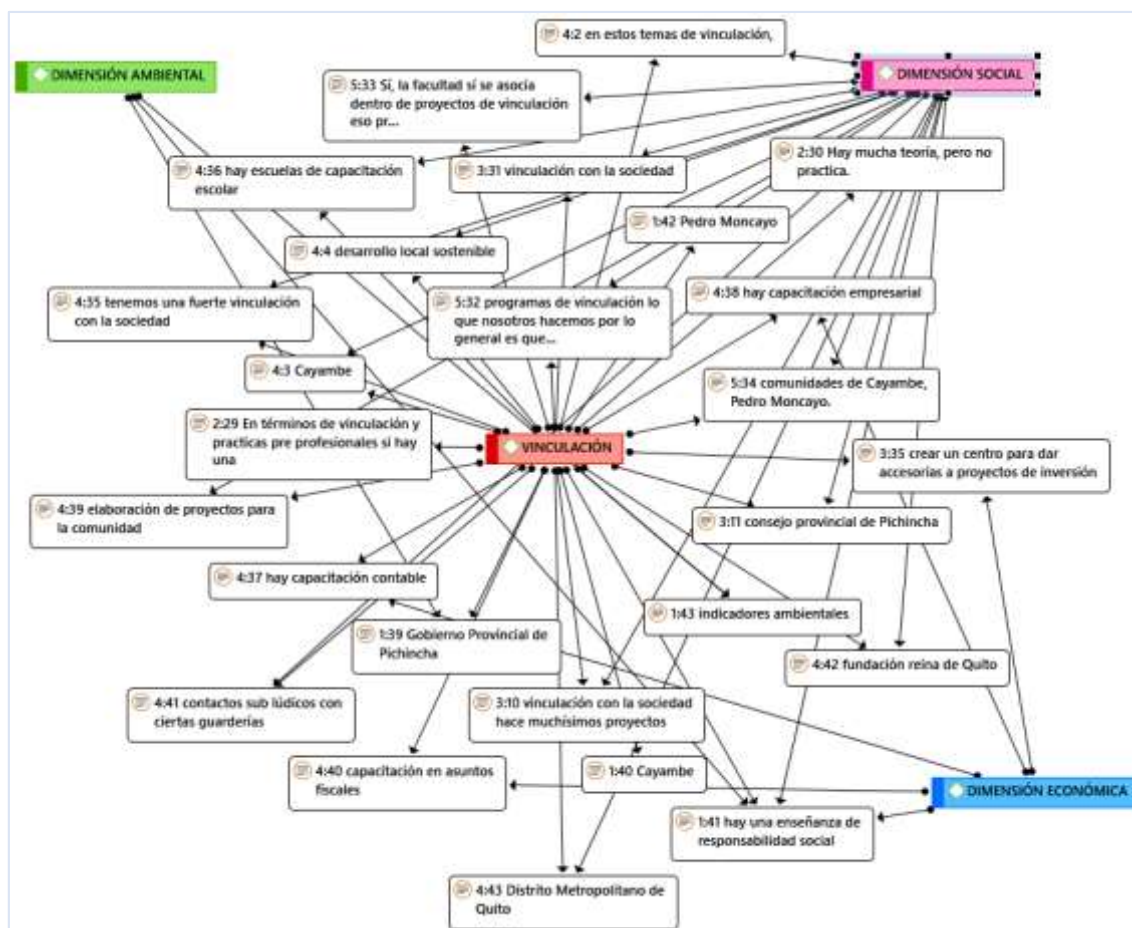 4:2 en estos temas de vinculación,
DIMENSIÓN AMBIENTAL
DIMENSIÓN SOCIAL
5:33 Sí, la facultad sí se asocia
dentro de proyectos de vinculación
eso pr...
2:30 Hay mucha teoría, pero no
practica.
4:36 hay escuelas de capacitación
escolar
3:31 vinculación con la sociedad
1:42 Pedro Moncayo
4:4 desarrollo local sostenible
4:35 tenemos una fuerte vinculación
con la sociedad
5:32 programas de vinculación lo
que nosotros hacemos por lo
general es que...
4:38 hay capacitación empresarial
4:3 Cayambe
5:34 comunidades de Cayambe,
Pedro Moncayo.
2:29 En términos de vinculación y
practicas pre profesionales si hay
una
VINCULACIÓN
3:35 crear un centro para dar
accesorias a proyectos de inversión
4:39 elaboración de proyectos para
la comunidad
3:11 consejo provincial de Pichincha
4:37 hay capacitación contable
1:43 indicadores ambientales
1:39 Gobierno Provincial de
Pichincha
4:42 fundación reina de Quito
4:41 contactos sub lúdicos con
ciertas guarderías
3:10 vinculación con la sociedad
hace muchísimos proyectos
4:40 capacitación en asuntos
fiscales
1:40 Cayambe
DIMENSIÓN ECONÓMICA
1:41 hay una enseñanza de
responsabilidad social
4:43 Distrito Metropolitano de
Quito